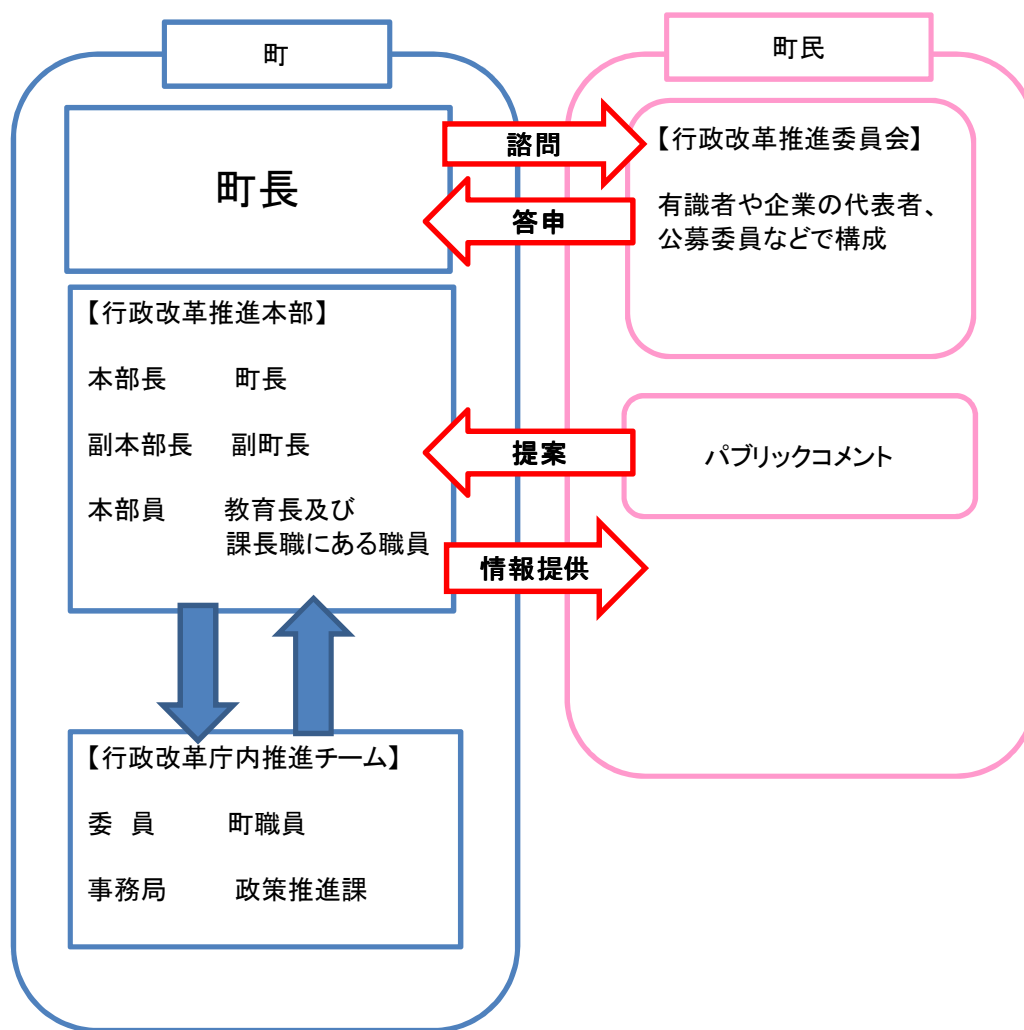 町
町長
【行政改革推進本部】
本部長 町長
副本部長 副町長
本部員 教育長及び
課長職にある職員
【行政改革庁内推進チーム】
委 員 町職員
事務局 政策推進課
諮問
答申
提案
情報提供
町民
【行政改革推進委員会】
有識者や企業の代表者、
公募委員などで構成
パブリックコメント